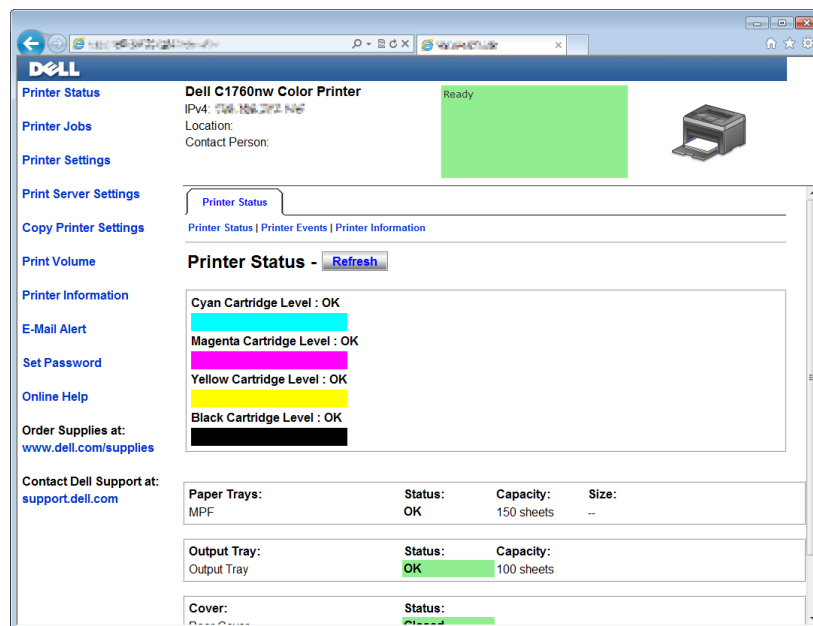 DELL
Printer Status
Printer Jobs
Printer Settings
Print Server Settings
Copy Printer Settings
Print Volume
Printer Information
E-Mail Alert
Set Password
Online Help
Order Supplies at:
www.dell.com/supplies
Contact Dell Support at:
support.dell.com
Dell C1760nw Color Printer
IPv4:
Location:
Contact Person:
Ready
Printer Status
Printer Status | Printer Events | Printer Information
Printer Status - Refresh
Cyan Cartridge Level : OK
Magenta Cartridge Level : OK
Yellow Cartridge Level : OK
Black Cartridge Level : OK
Paper Trays: Status: Capacity: Size:
MPF OK 150 sheets --
Output Tray: Status: Capacity:
Output Tray OK 100 sheets
Cover: Status:
Rear Cover Closed